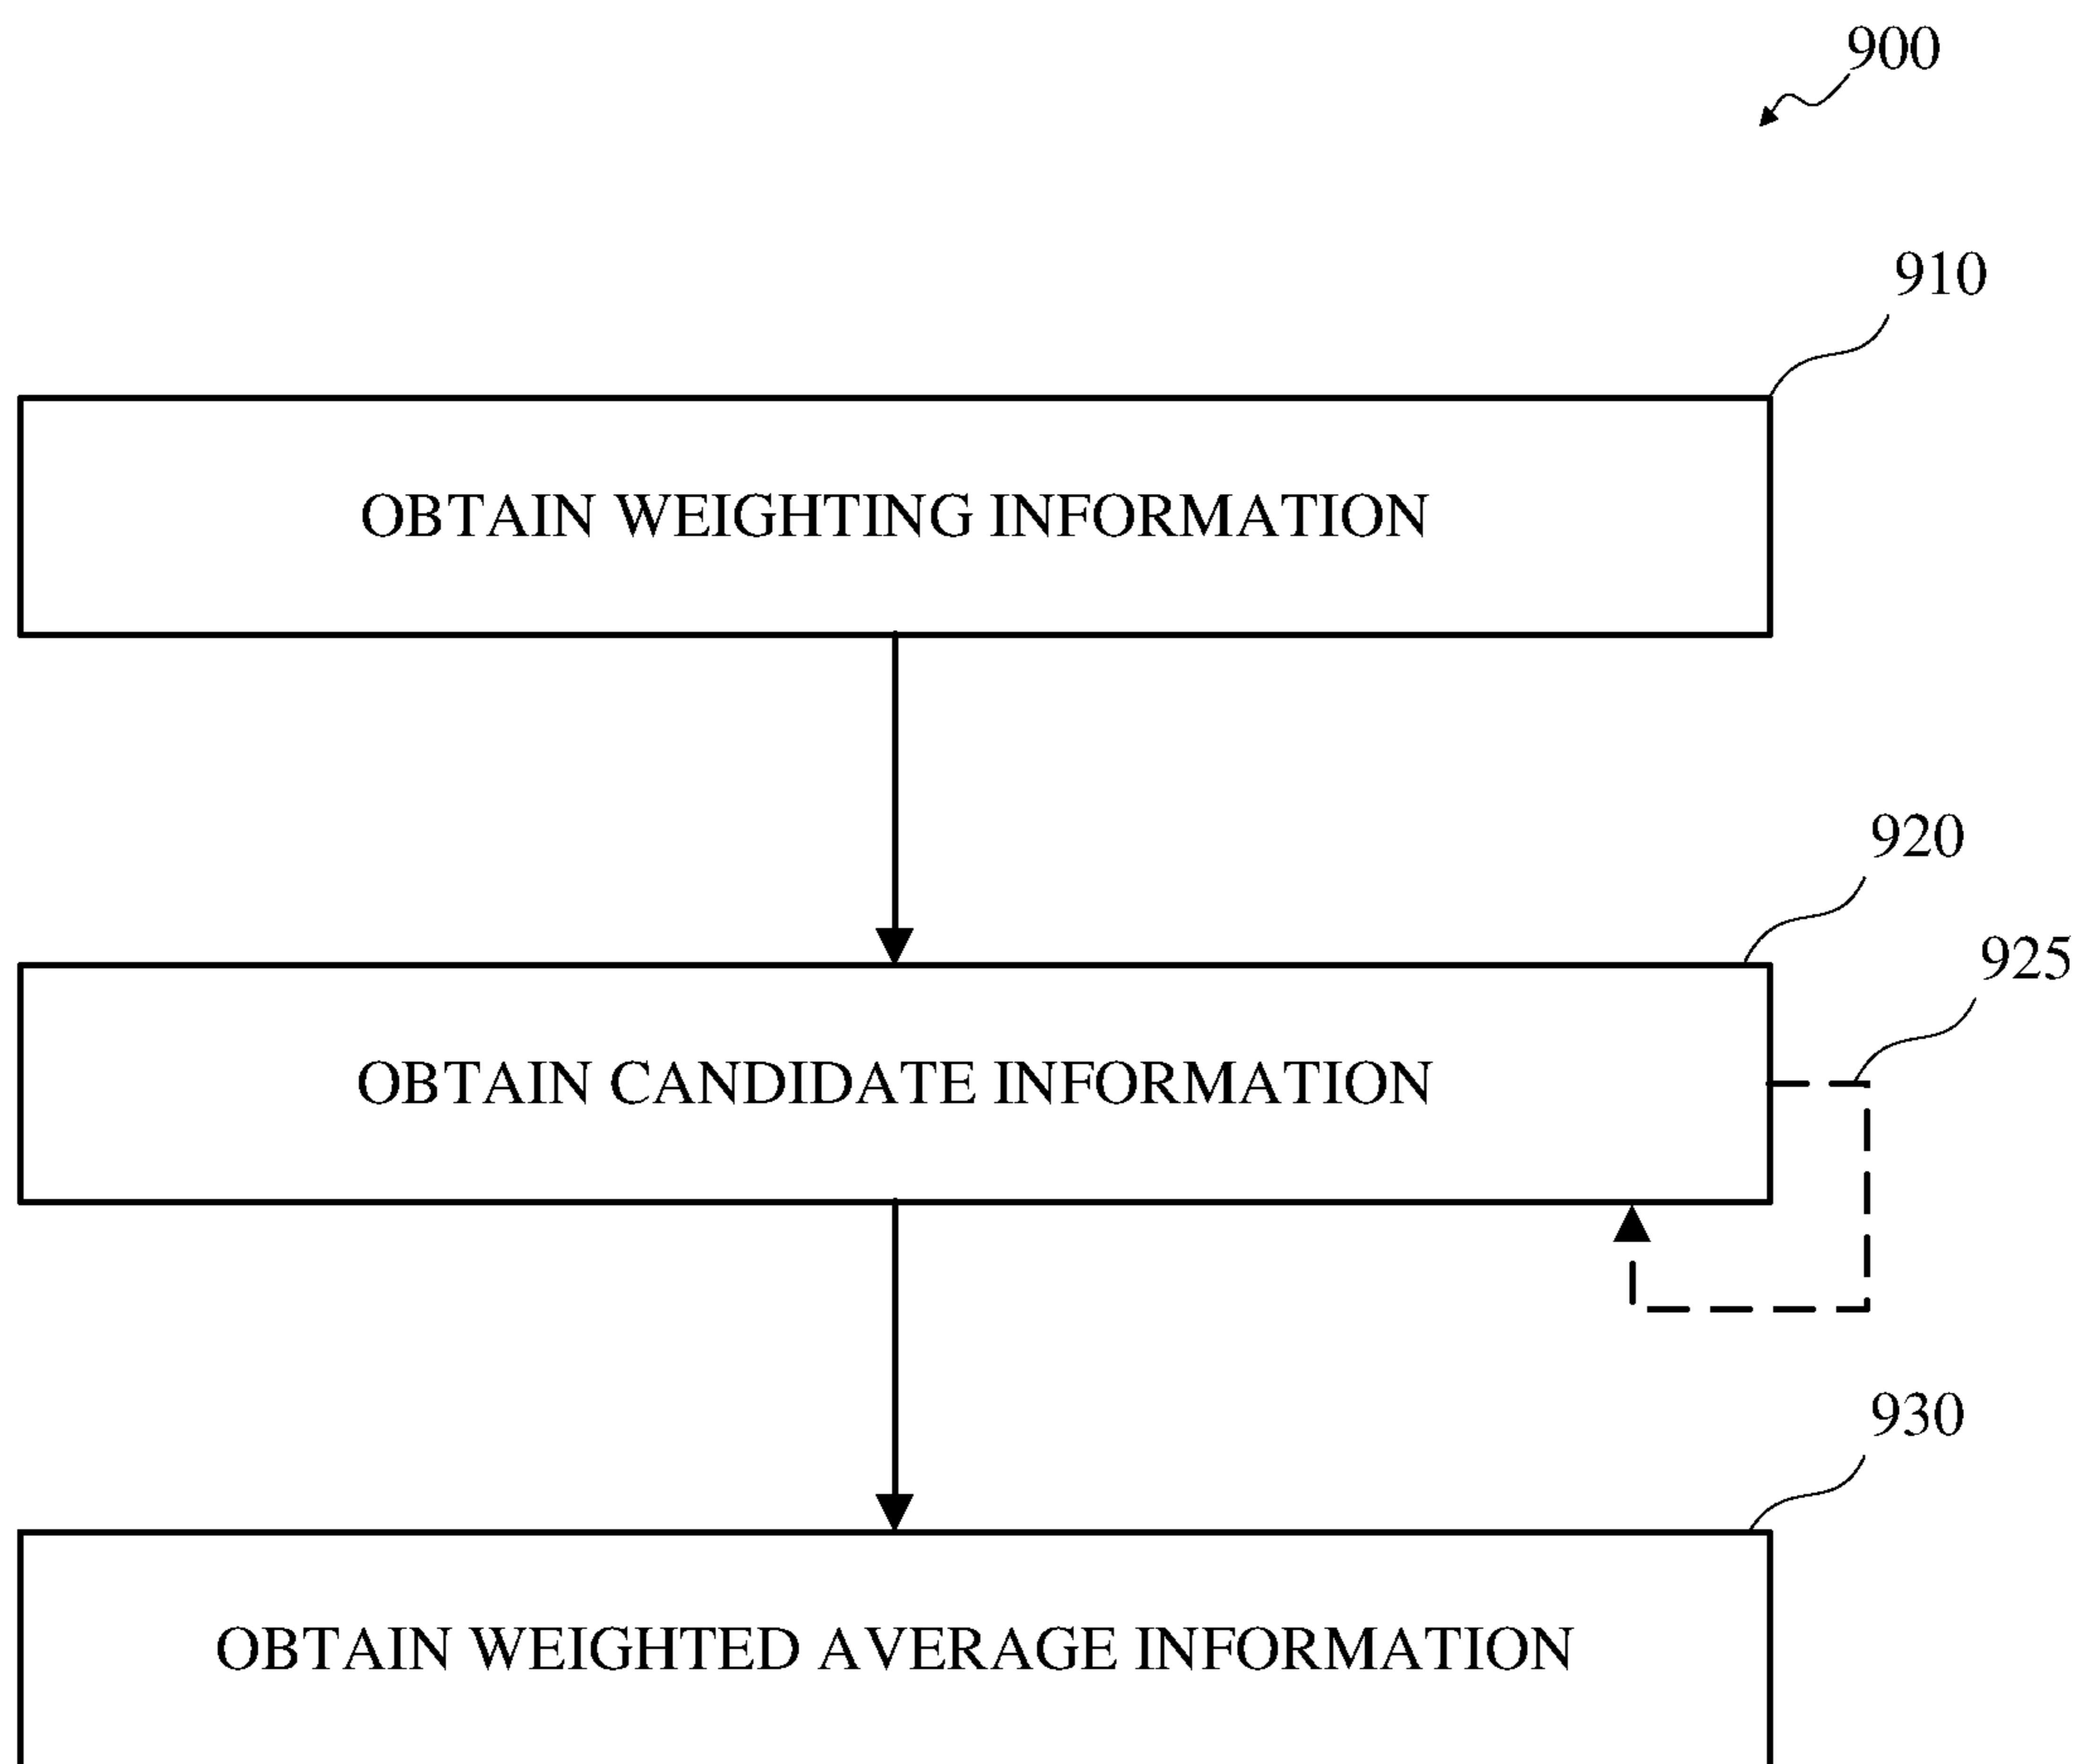 900
910
OBTAIN WEIGHTING INFORMATION
920
925
OBTAIN CANDIDATE INFORMATION
930
OBTAIN WEIGHTED AVERAGE INFORMATION